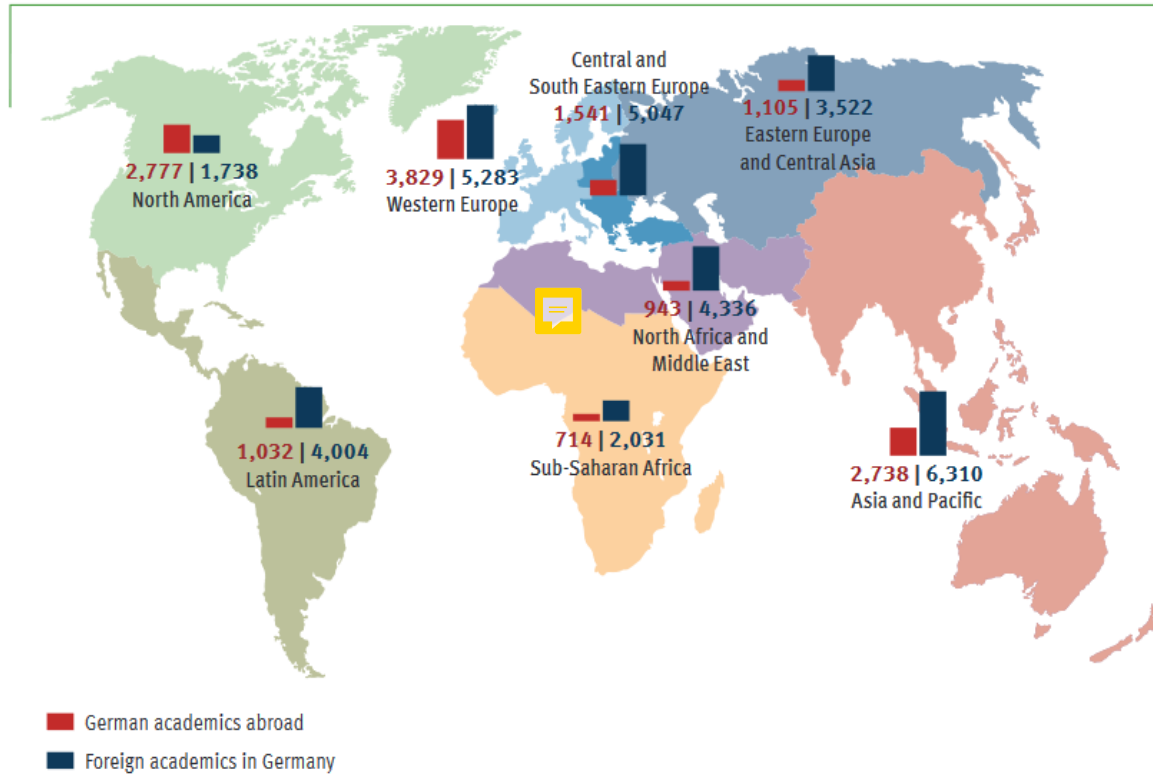 Central and
South Eastern Europe
1,541 | 5,047
1,105 | 3,522
Eastern Europe
and Central Asia
2,777 | 1,738
North America
3,829 | 5,283
Western Europe
943 | 4,336
North Africa and
Middle East
1,032 | 4,004
Latin America
714 | 2,031
Sub-Saharan Africa
2,738 | 6,310
Asia and Pacific
German academics abroad
Foreign academics in Germany